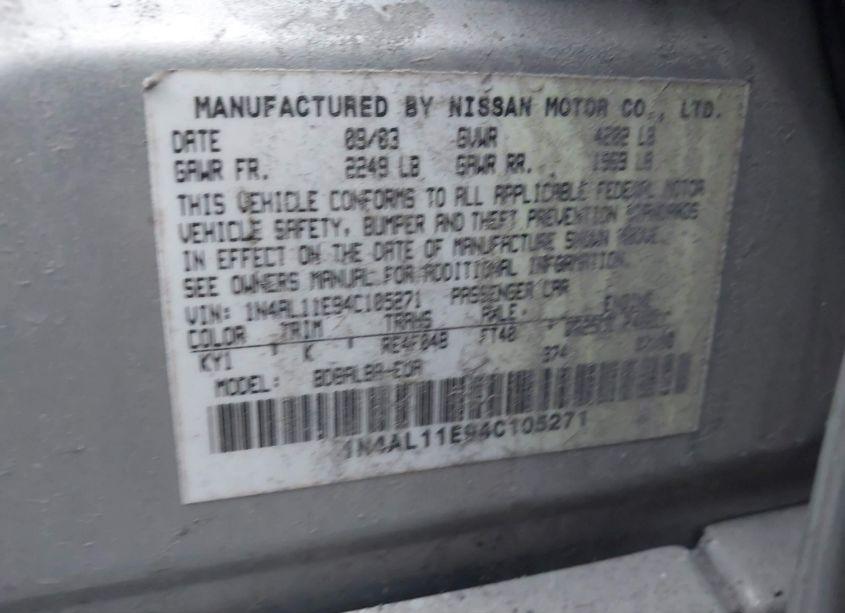 MANUFACTURED BY NISSAN MOTOR CO., LTD.
DATE 09/03 GVWR 4202 LB
GAWR FR. 2249 LB GAWR RR. 1969 LB
THIS VEHICLE CONFORMS TO ALL APPLICABLE FEDERAL MOTOR
VEHICLE SAFETY, BUMPER AND THEFT PREVENTION STANDARDS
IN EFFECT ON THE DATE OF MANUFACTURE SHOWN ABOVE.
SEE OWNERS MANUAL FOR ADDITIONAL INFORMATION.
VIN: 1N4AL11E94C105271 PASSENGER CAR
COLOR TRIM TRANS AXLE ENGINE
KY1 K RE4F04B FT40
MODEL:
1N4AL11E94C105271